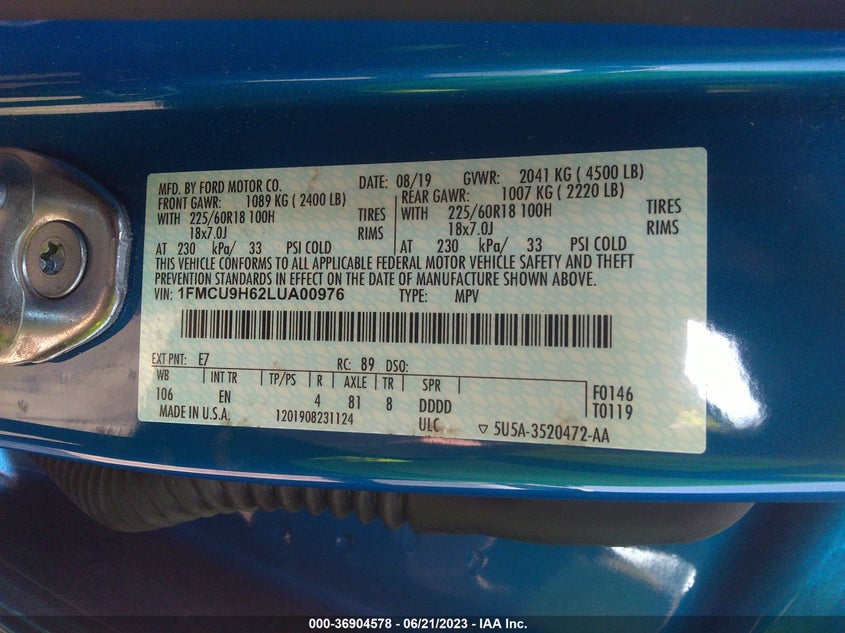 MFD. BY FORD MOTOR CO. DATE: 08/19 GVWR: 2041 KG ( 4500 LB)
FRONT GAWR: 1089 KG ( 2400 LB) REAR GAWR: 1007 KG ( 2220 LB)
WITH 225/60R18 100H TIRES WITH 225/60R18 100H TIRES
18x7.0J RIMS 18x7.0J RIMS
AT 230 kPa/ 33 PSI COLD AT 230 kPa/ 33 PSI COLD
THIS VEHICLE CONFORMS TO ALL APPLICABLE FEDERAL MOTOR VEHICLE SAFETY AND THEFT
PREVENTION STANDARDS IN EFFECT ON THE DATE OF MANUFACTURE SHOWN ABOVE.
VIN: 1FMCU9H62LUA00976 TYPE: MPV
EXT PNT: E7 RC: 89 DSO:
WB INT TR TP/PS R AXLE TR SPR
106 EN 4 81 8 DDDD F0146
T0119
MADE IN U.S.A. 1201908231124 ULC ▽ 5U5A-3520472-AA
000-36904578 - 06/21/2023 - IAA Inc.